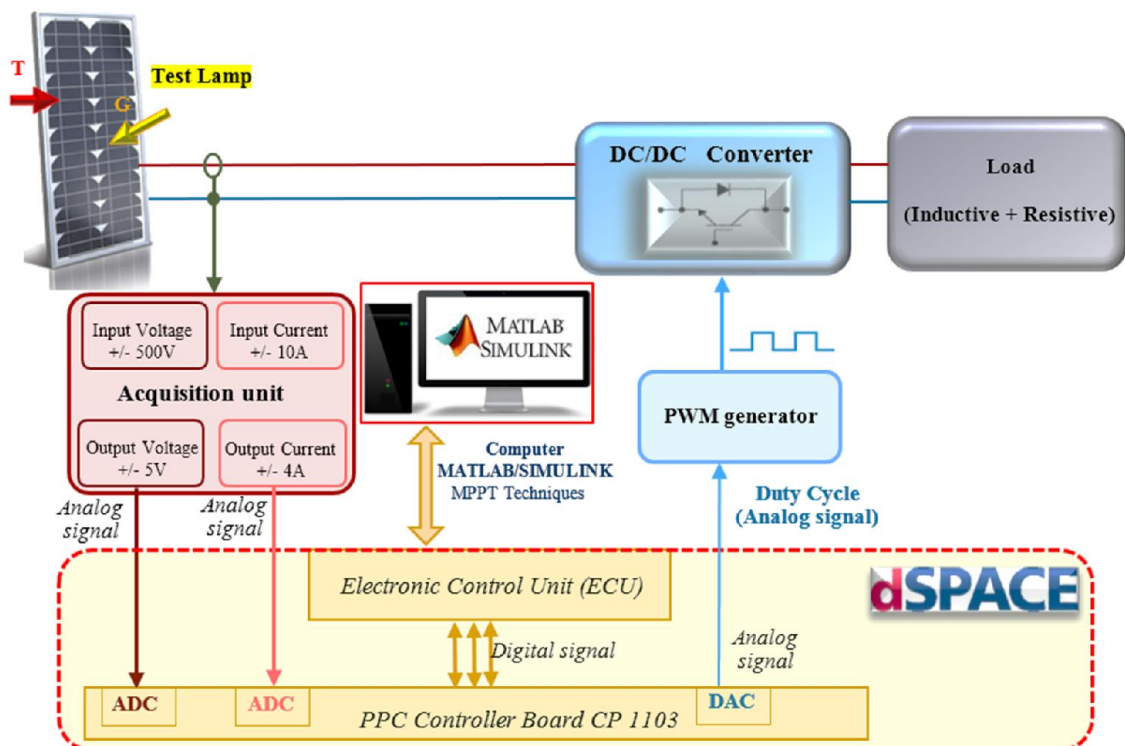 T
Test Lamp
G
DC/DC Converter
Load
(Inductive + Resistive)
Input Voltage
+/- 500V
Input Current
+/- 10A
Acquisition unit
Output Voltage
+/- 5V
Output Current
+/- 4A
MATLAB
SIMULINK
Computer
MATLAB/SIMULINK
MPPT Techniques
PWM generator
Duty Cycle
(Analog signal)
Analog
signal
Analog
signal
Electronic Control Unit (ECU)
dSPACE
Digital signal
Analog
signal
ADC
ADC
DAC
PPC Controller Board CP 1103